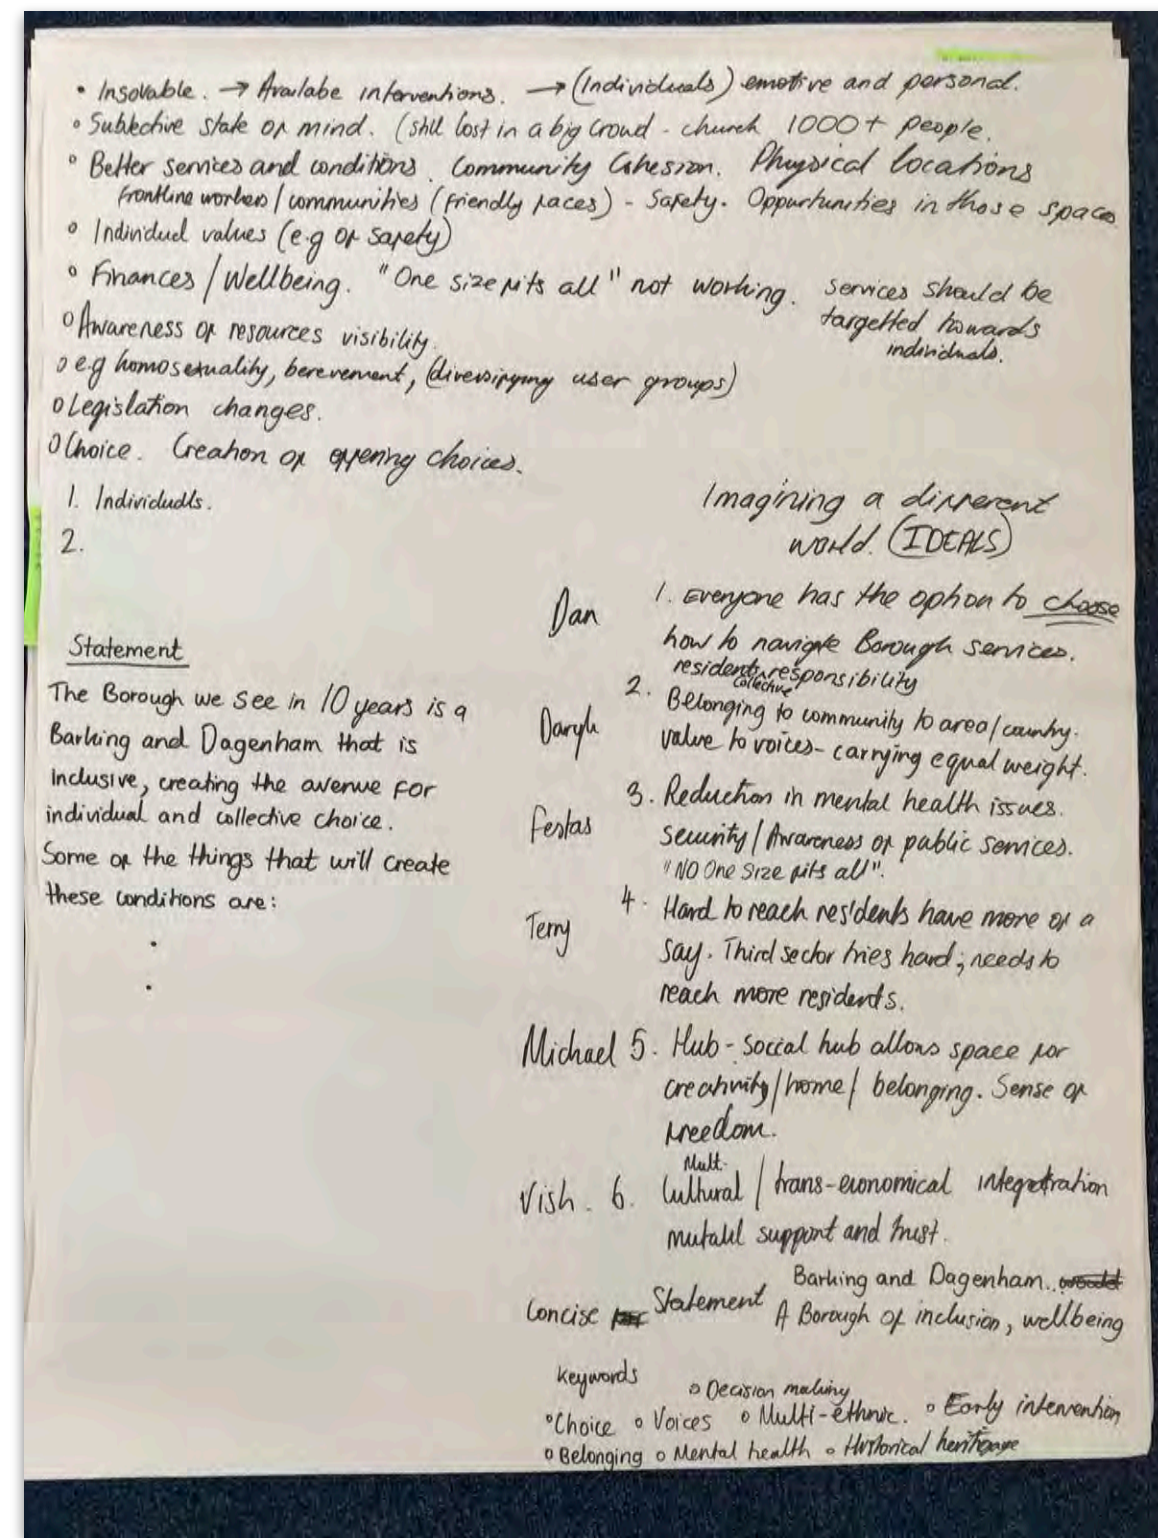 • Insolvable. → Availabe interventions. → (Individuals) emotive and personal.
• Subjective state of mind. (still lost in a big crowd - church 1000+ people.
• Better services and conditions. Community Cohesion. Physical locations
frontline workers / communities (friendly faces) - Safety. Oppurtunities in those spaces
• Individual values (e.g of safety)
• Finances / Wellbeing. "One size fits all" not working. services should be
targetted towards
individuals.
• Awareness of resources visibility.
• e.g homosexuality, berevement, (diversifying user groups)
• Legislation changes.
• Choice. Creation of offering choices.
1. Individuals.
2.
Statement
The Borough we see in 10 years is a
Barking and Dagenham that is
inclusive, creating the avenue for
individual and collective choice.
Some of the things that will create
these conditions are:
•
•
Imagining a different
world. (IDEALS)
Dan 1. Everyone has the option to choose
how to navigate Borough services.
residents collective responsibility
Daryh 2. Belonging to community to area/country.
value to voices - carrying equal weight.
Festas 3. Reduction in mental health issues.
security / Awareness of public services.
"NO One Size fits all".
Terry 4. Hard to reach residents have more of a
say. Third sector tries hard; needs to
reach more residents.
Michael 5. Hub - social hub allows space for
creativity / home / belonging. Sense of
freedom.
Vish. 6. Mult. Cultural / trans-economical integration
mutaul support and trust.
Concise Statement Barking and Dagenham..
A Borough of inclusion, wellbeing
Keywords
• Decision making
• Choice • Voices • Multi-ethnic. • Early intervention
• Belonging • Mental health • Historical heritage